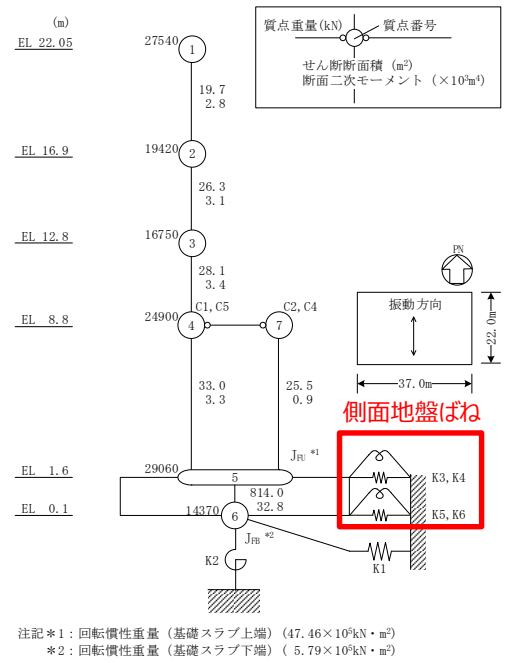 (m)
質点重量(kN) 質点番号
せん断断面積 (m²)
断面二次モーメント (×10³m⁴)
EL 22.05 27540 1
19.7
2.8
EL 16.9 19420 2
26.3
3.1
EL 12.8 16750 3
28.1
3.4
PN
C1, C5 C2, C4
EL 8.8 24900 4 7
振動方向
22.0m
37.0m
33.0 25.5
3.3 0.9
側面地盤ばね
JFU *1
EL 1.6 29060 5 K3, K4
814.0
32.8
EL 0.1 14370 6 K5, K6
JFB *2
K2 K1
注記*1：回転慣性重量 (基礎スラブ上端) (47.46×10⁵kN・m²)
*2：回転慣性重量 (基礎スラブ下端) ( 5.79×10⁵kN・m²)